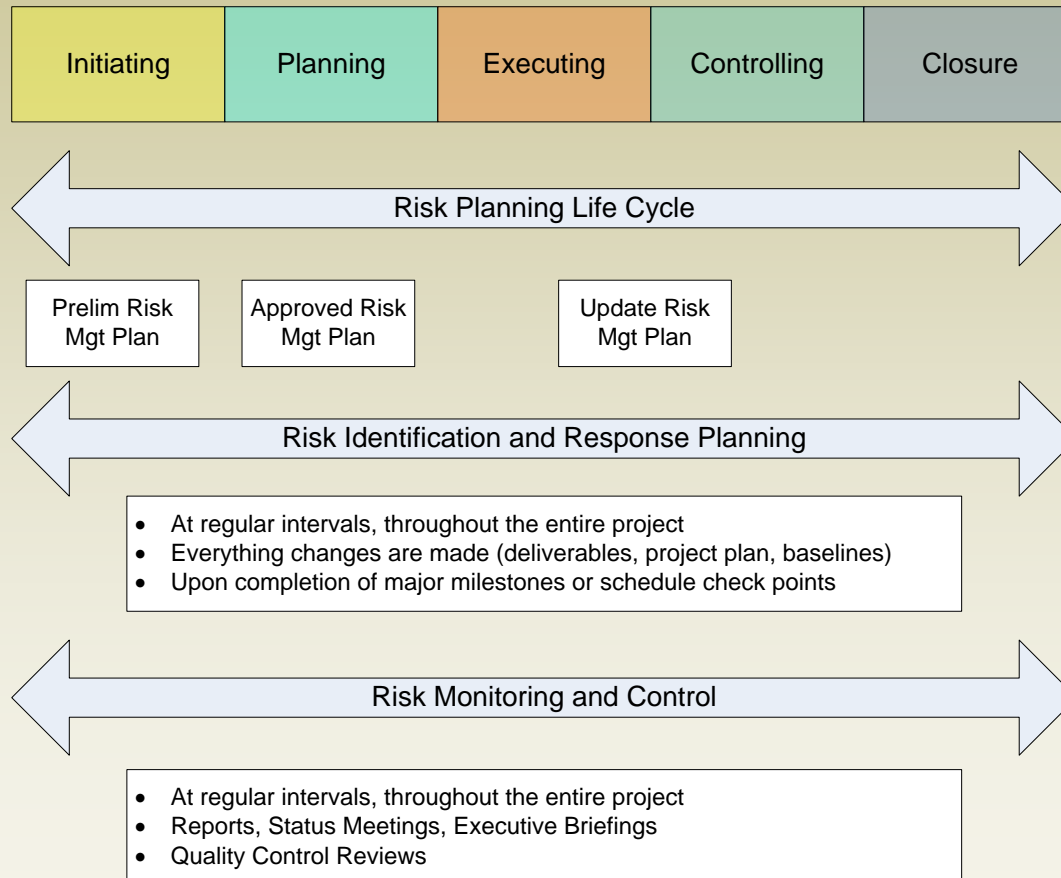 Initiating
Planning
Executing
Controlling
Closure
Risk Planning Life Cycle
Prelim Risk
Mgt Plan
Approved Risk
Mgt Plan
Update Risk
Mgt Plan
Risk Identification and Response Planning
• At regular intervals, throughout the entire project
• Everything changes are made (deliverables, project plan, baselines)
• Upon completion of major milestones or schedule check points
Risk Monitoring and Control
• At regular intervals, throughout the entire project
• Reports, Status Meetings, Executive Briefings
• Quality Control Reviews